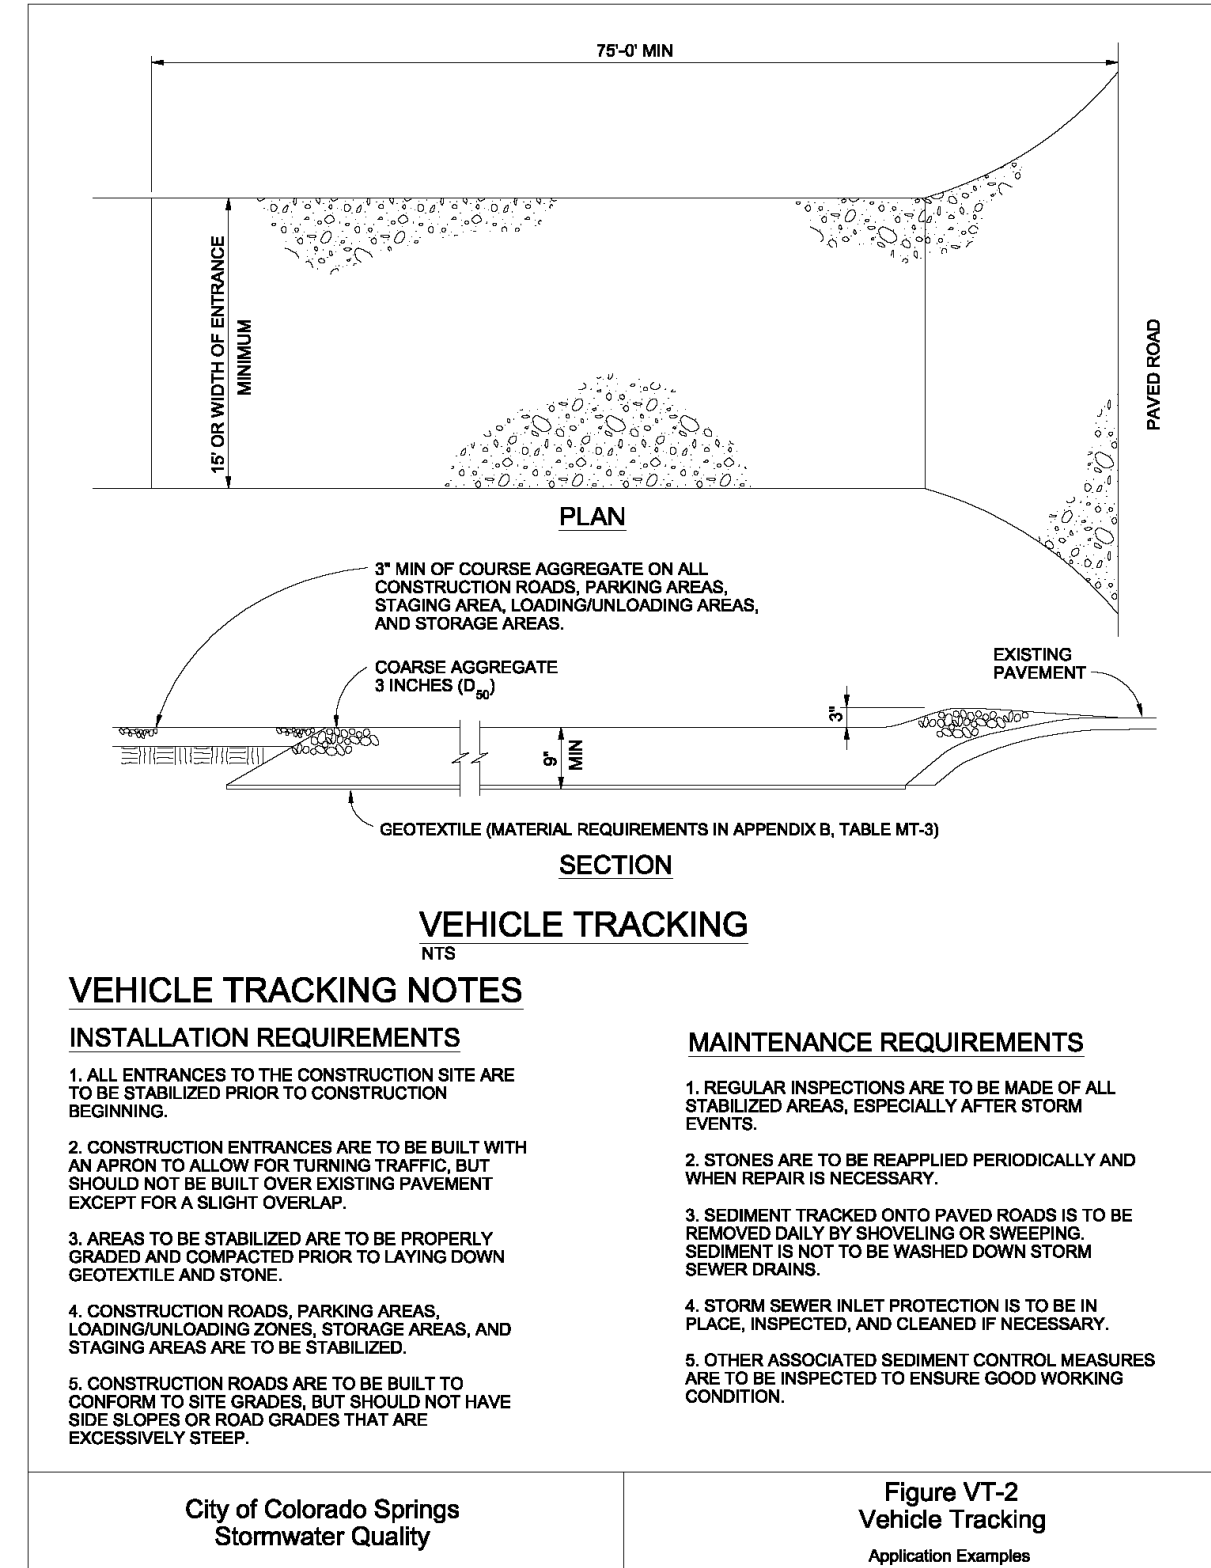 75'-0' MIN
15' OR WIDTH OF ENTRANCE
MINIMUM
PAVED ROAD
PLAN
3" MIN OF COURSE AGGREGATE ON ALL
CONSTRUCTION ROADS, PARKING AREAS,
STAGING AREA, LOADING/UNLOADING AREAS,
AND STORAGE AREAS.
COARSE AGGREGATE
3 INCHES (D50)
EXISTING
PAVEMENT
3"
9"
MIN
GEOTEXTILE (MATERIAL REQUIREMENTS IN APPENDIX B, TABLE MT-3)
SECTION
VEHICLE TRACKING
NTS
VEHICLE TRACKING NOTES
INSTALLATION REQUIREMENTS
1. ALL ENTRANCES TO THE CONSTRUCTION SITE ARE
TO BE STABILIZED PRIOR TO CONSTRUCTION
BEGINNING.
2. CONSTRUCTION ENTRANCES ARE TO BE BUILT WITH
AN APRON TO ALLOW FOR TURNING TRAFFIC, BUT
SHOULD NOT BE BUILT OVER EXISTING PAVEMENT
EXCEPT FOR A SLIGHT OVERLAP.
3. AREAS TO BE STABILIZED ARE TO BE PROPERLY
GRADED AND COMPACTED PRIOR TO LAYING DOWN
GEOTEXTILE AND STONE.
4. CONSTRUCTION ROADS, PARKING AREAS,
LOADING/UNLOADING ZONES, STORAGE AREAS, AND
STAGING AREAS ARE TO BE STABILIZED.
5. CONSTRUCTION ROADS ARE TO BE BUILT TO
CONFORM TO SITE GRADES, BUT SHOULD NOT HAVE
SIDE SLOPES OR ROAD GRADES THAT ARE
EXCESSIVELY STEEP.
MAINTENANCE REQUIREMENTS
1. REGULAR INSPECTIONS ARE TO BE MADE OF ALL
STABILIZED AREAS, ESPECIALLY AFTER STORM
EVENTS.
2. STONES ARE TO BE REAPPLIED PERIODICALLY AND
WHEN REPAIR IS NECESSARY.
3. SEDIMENT TRACKED ONTO PAVED ROADS IS TO BE
REMOVED DAILY BY SHOVELING OR SWEEPING.
SEDIMENT IS NOT TO BE WASHED DOWN STORM
SEWER DRAINS.
4. STORM SEWER INLET PROTECTION IS TO BE IN
PLACE, INSPECTED, AND CLEANED IF NECESSARY.
5. OTHER ASSOCIATED SEDIMENT CONTROL MEASURES
ARE TO BE INSPECTED TO ENSURE GOOD WORKING
CONDITION.
City of Colorado Springs
Stormwater Quality
Figure VT-2
Vehicle Tracking
Application Examples